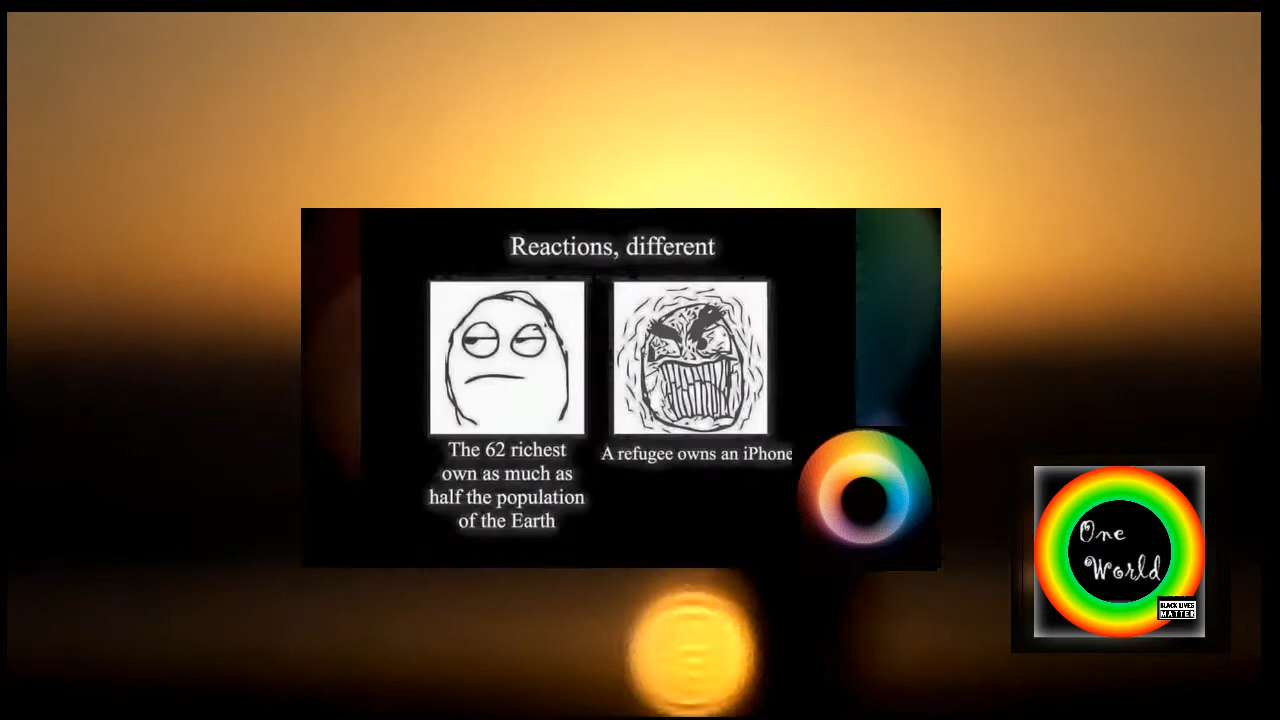 Reactions, different
The 62 richest
own as much as
half the population
of the Earth
A refugee owns an iPhone
One
World
BLACK LIVES
MATTER